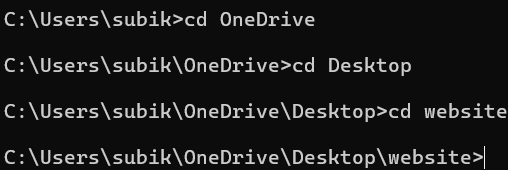 C:\Users\subik>cd OneDrive
C:\Users\subik\OneDrive>cd Desktop
C:\Users\subik\OneDrive\Desktop>cd website
C:\Users\subik\OneDrive\Desktop\website>